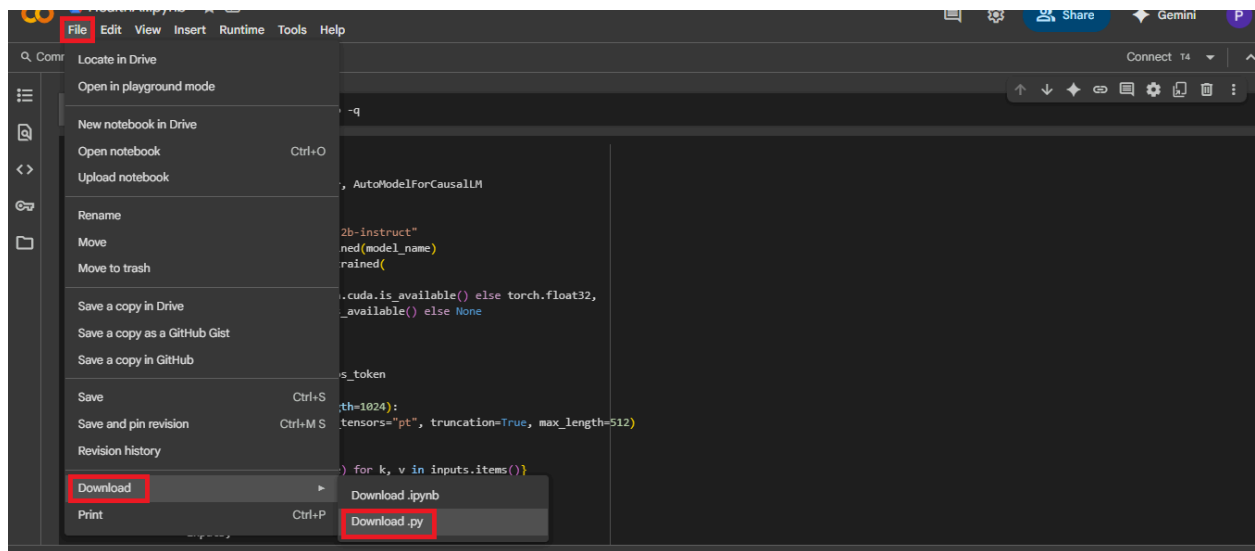 File Edit View Insert Runtime Tools Help
Share
Gemini
P
Connect T4
Locate in Drive
Open in playground mode
New notebook in Drive
Open notebook Ctrl+O
Upload notebook
Rename
Move
Move to trash
Save a copy in Drive
Save a copy as a GitHub Gist
Save a copy in GitHub
Save Ctrl+S
Save and pin revision Ctrl+M S
Revision history
Download
Print Ctrl+P
Download .ipynb
Download .py
-q
, AutoModelForCausalLM
2b-instruct"
ned(model_name)
rained(
.cuda.is_available() else torch.float32,
_available() else None
s_token
th=1024):
tensors="pt", truncation=True, max_length=512)
) for k, v in inputs.items()}